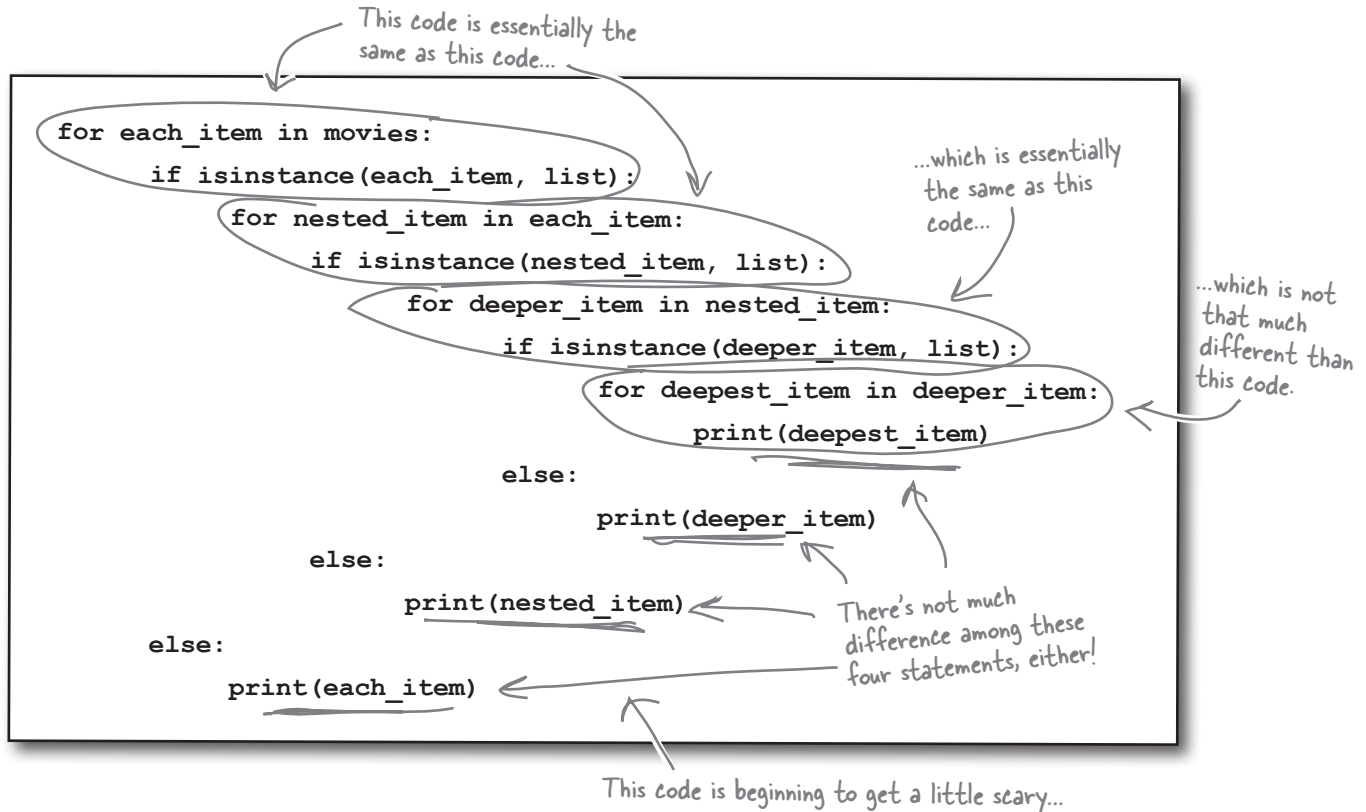 This code is essentially the
same as this code...
for each_item in movies:
if isinstance(each_item, list):
for nested_item in each_item:
if isinstance(nested_item, list):
for deeper_item in nested_item:
if isinstance(deeper_item, list):
for deepest_item in deeper_item:
print(deepest_item)
else:
print(deeper_item)
else:
print(nested_item)
else:
print(each_item)
...which is essentially
the same as this
code...
...which is not
that much
different than
this code.
There's not much
difference among these
four statements, either!
This code is beginning to get a little scary...